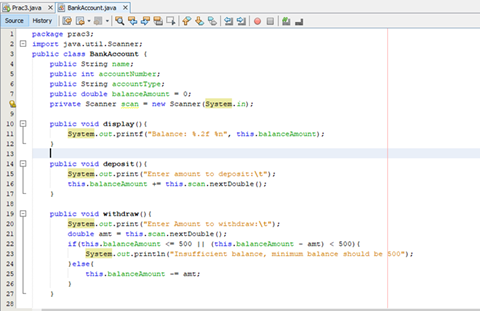 Prac3.java BankAccount.java
Source History
1 package prac3;
2 import java.util.Scanner;
3 public class BankAccount {
4 public String name;
5 public int accountNumber;
6 public String accountType;
7 public double balanceAmount = 0;
private Scanner scan = new Scanner(System.in);
9
10 public void display(){
11 System.out.printf("Balance: %.2f %n", this.balanceAmount);
12 }
13
14 public void deposit(){
15 System.out.print("Enter amount to deposit:\t");
16 this.balanceAmount += this.scan.nextDouble();
17 }
18
19 public void withdraw(){
20 System.out.print("Enter Amount to withdraw:\t");
21 double amt = this.scan.nextDouble();
22 if(this.balanceAmount <= 500 || (this.balanceAmount - amt) < 500){
23 System.out.println("Insufficient balance, minimum balance should be 500");
24 }else{
25 this.balanceAmount -= amt;
26 }
27 }
28